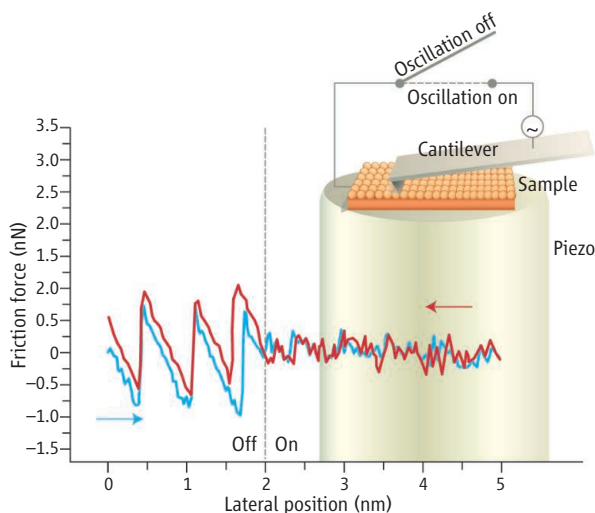 Oscillation off
Oscillation on
~
Cantilever
Sample
Piezo
Friction force (nN)
3.5
3.0
2.5
2.0
0.5
1.0
0.5
0
−0.5
−1.0
−1.5
Off On
0 1 2 3 4 5
Lateral position (nm)